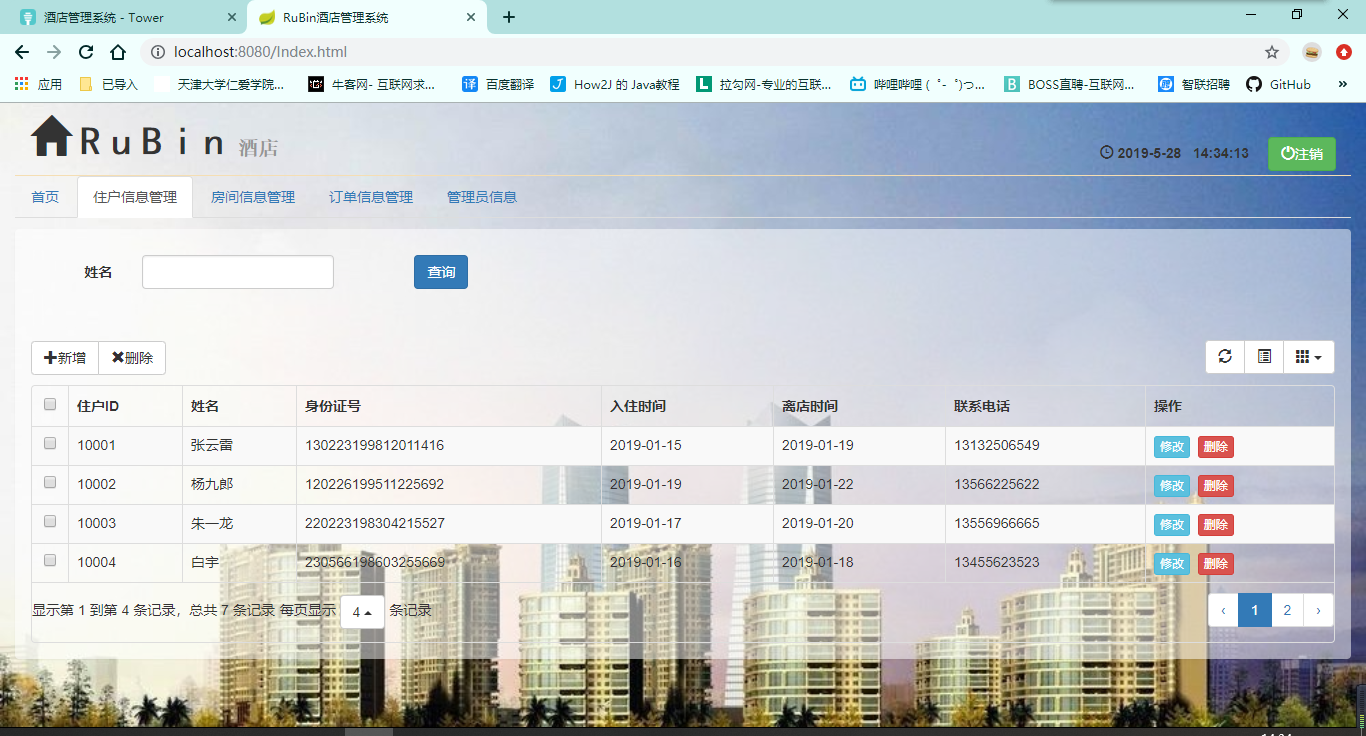 酒店管理系统 - Tower
RuBin酒店管理系统
localhost:8080/Index.html
应用 已导入 天津大学仁爱学院... 牛客网- 互联网求... 百度翻译 How2J 的 Java教程 拉勾网-专业的互联... 哔哩哔哩 ( ゜- ゜)つ... BOSS直聘-互联网... 智联招聘 GitHub »
RuBin 酒店
2019-5-28 14:34:13 注销
首页 住户信息管理 房间信息管理 订单信息管理 管理员信息
姓名 查询
新增 删除
住户ID 姓名 身份证号 入住时间 离店时间 联系电话 操作
10001 张云雷 130223199812011416 2019-01-15 2019-01-19 13132506549 修改 删除
10002 杨九郎 120226199511225692 2019-01-19 2019-01-22 13566225622 修改 删除
10003 朱一龙 220223198304215527 2019-01-17 2019-01-20 13556966665 修改 删除
10004 白宇 230566198603255669 2019-01-16 2019-01-18 13455623523 修改 删除
显示第 1 到第 4 条记录，总共 7 条记录 每页显示 4 条记录 ‹ 1 2 ›